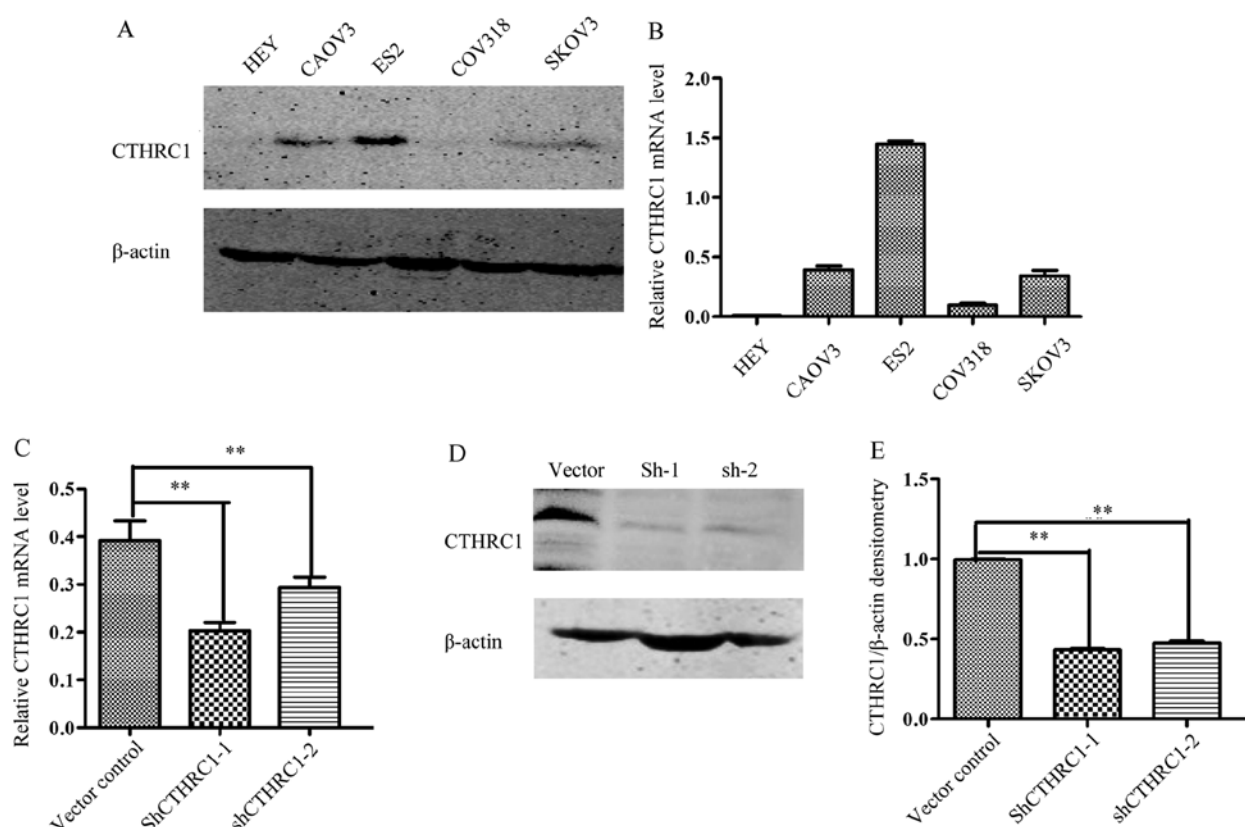 A
HEY
CAOV3
ES2
COV318
SKOV3
CTHRC1
β-actin
B
Relative CTHRC1 mRNA level
2.0
1.5
1.0
0.5
0.0
HEY
CAOV3
ES2
COV318
SKOV3
C
Relative CTHRC1 mRNA level
0.5
0.4
0.3
0.2
0.1
0.0
**
**
Vector control
ShCTHRC1-1
shCTHRC1-2
D
Vector Sh-1 sh-2
CTHRC1
β-actin
E
CTHRC1/β-actin densitometry
1.5
1.0
0.5
0.0
**
**
Vector control
ShCTHRC1-1
shCTHRC1-2